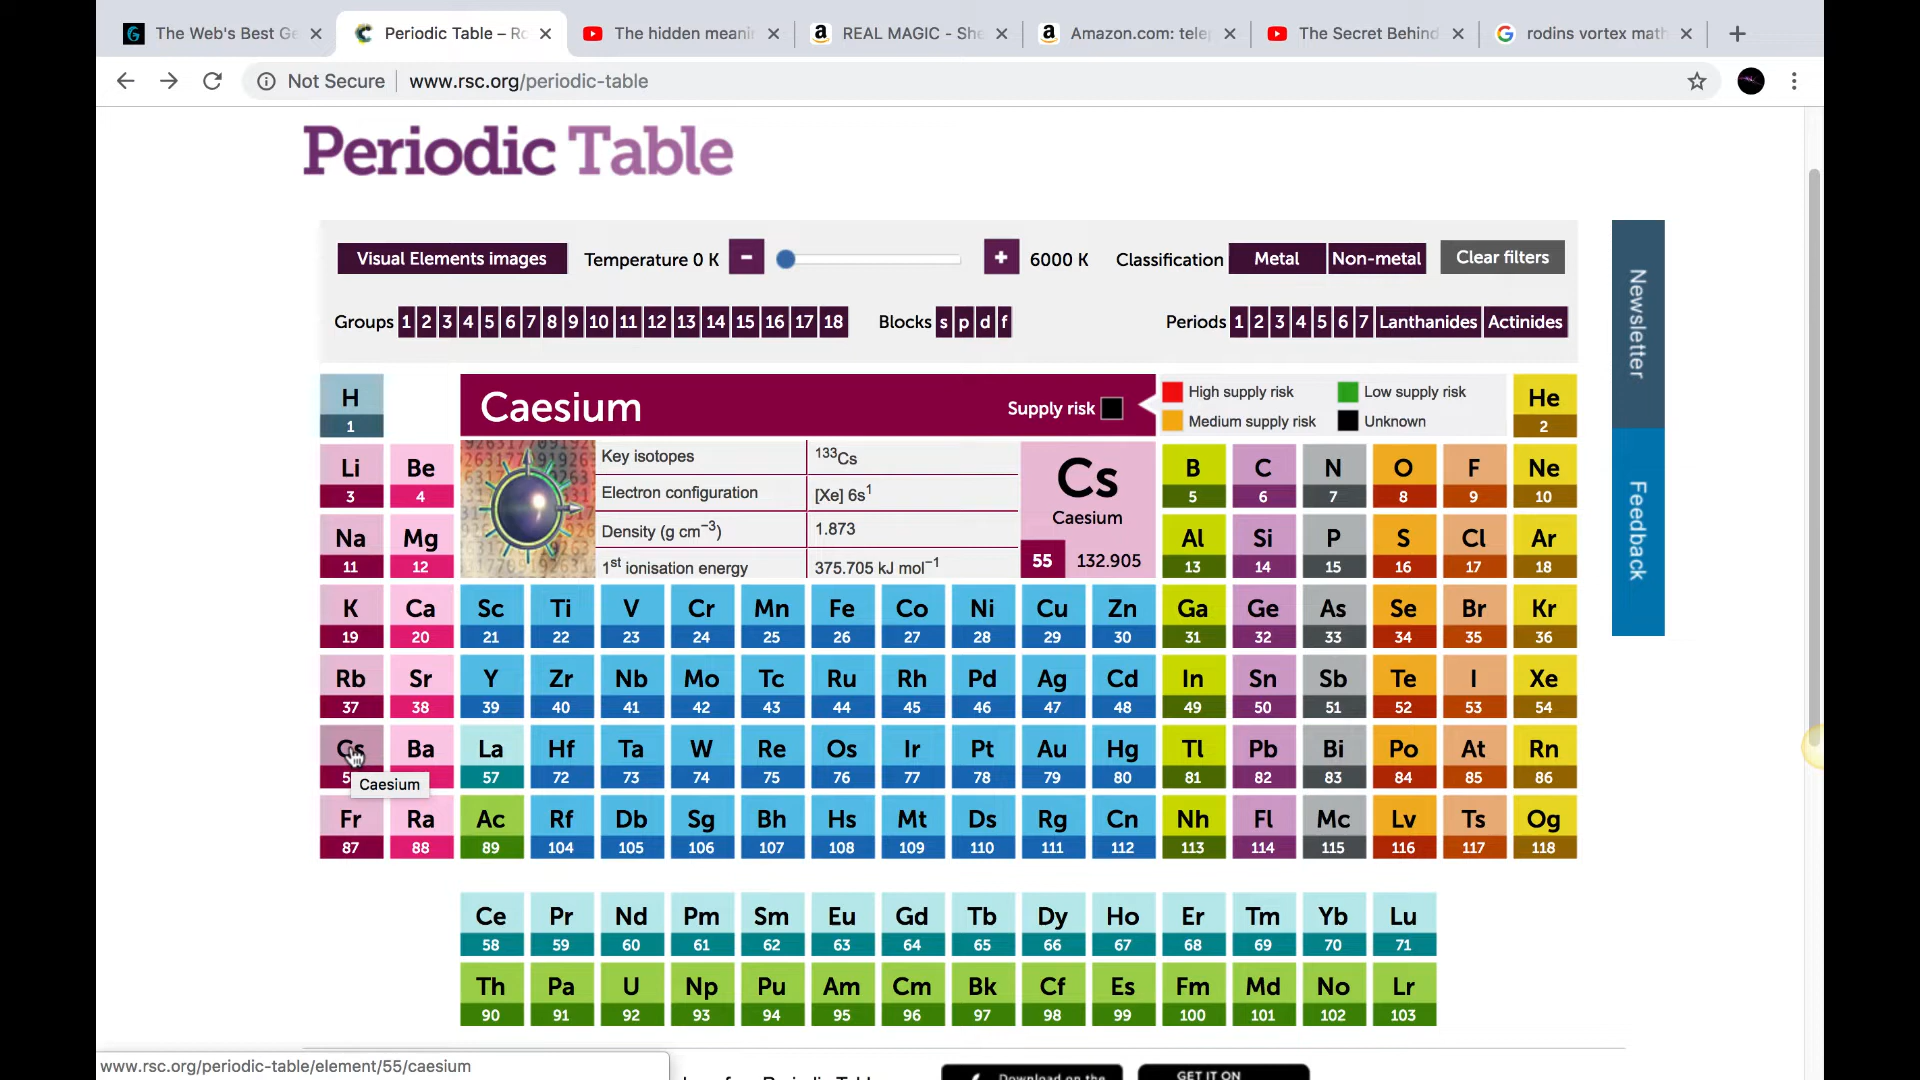 The Web's Best Ge
Periodic Table – Ro
The hidden meani
REAL MAGIC - She
Amazon.com: telep
The Secret Behind
rodins vortex math
Not Secure
www.rsc.org/periodic-table
Periodic Table
Visual Elements images
Temperature 0 K
-
+
6000 K
Classification
Metal
Non-metal
Clear filters
Groups 1 2 3 4 5 6 7 8 9 10 11 12 13 14 15 16 17 18
Blocks s p d f
Periods 1 2 3 4 5 6 7 Lanthanides Actinides
Newsletter
Feedback
Caesium
Supply risk
High supply risk
Low supply risk
Medium supply risk
Unknown
Key isotopes ¹³³Cs
Electron configuration [Xe] 6s¹
Density (g cm⁻³) 1.873
1ˢᵗ ionisation energy 375.705 kJ mol⁻¹
Cs
Caesium
55 132.905
H He
1 2
Li Be B C N O F Ne
3 4 5 6 7 8 9 10
Na Mg Al Si P S Cl Ar
11 12 13 14 15 16 17 18
K Ca Sc Ti V Cr Mn Fe Co Ni Cu Zn Ga Ge As Se Br Kr
19 20 21 22 23 24 25 26 27 28 29 30 31 32 33 34 35 36
Rb Sr Y Zr Nb Mo Tc Ru Rh Pd Ag Cd In Sn Sb Te I Xe
37 38 39 40 41 42 43 44 45 46 47 48 49 50 51 52 53 54
Cs Ba La Hf Ta W Re Os Ir Pt Au Hg Tl Pb Bi Po At Rn
5 57 72 73 74 75 76 77 78 79 80 81 82 83 84 85 86
Caesium
Fr Ra Ac Rf Db Sg Bh Hs Mt Ds Rg Cn Nh Fl Mc Lv Ts Og
87 88 89 104 105 106 107 108 109 110 111 112 113 114 115 116 117 118
Ce Pr Nd Pm Sm Eu Gd Tb Dy Ho Er Tm Yb Lu
58 59 60 61 62 63 64 65 66 67 68 69 70 71
Th Pa U Np Pu Am Cm Bk Cf Es Fm Md No Lr
90 91 92 93 94 95 96 97 98 99 100 101 102 103
www.rsc.org/periodic-table/element/55/caesium
Download on the
GET IT ON